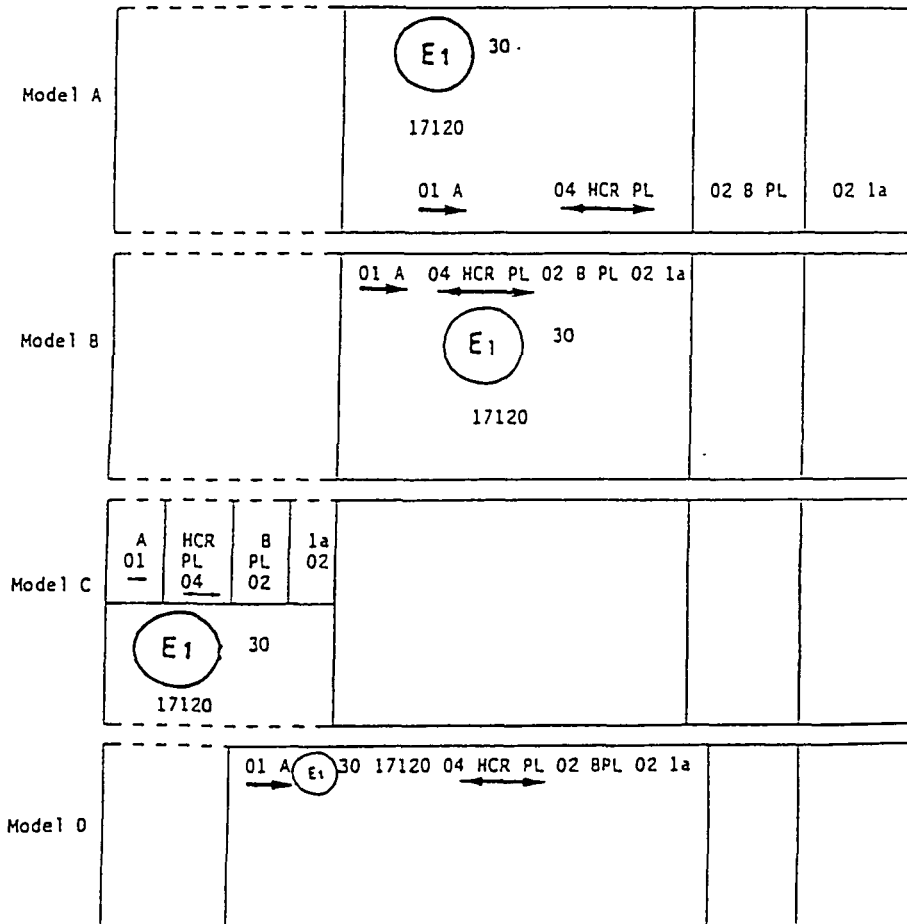 E1 30.
Model A
17120
01 A 04 HCR PL 02 B PL 02 1a
01 A 04 HCR PL 02 B PL 02 1a
Model B
E1 30
17120
A HCR B 1a
01 PL PL 02
04 02
Model C
E1 30
17120
01 A E1 30 17120 04 HCR PL 02 BPL 02 1a
Model D